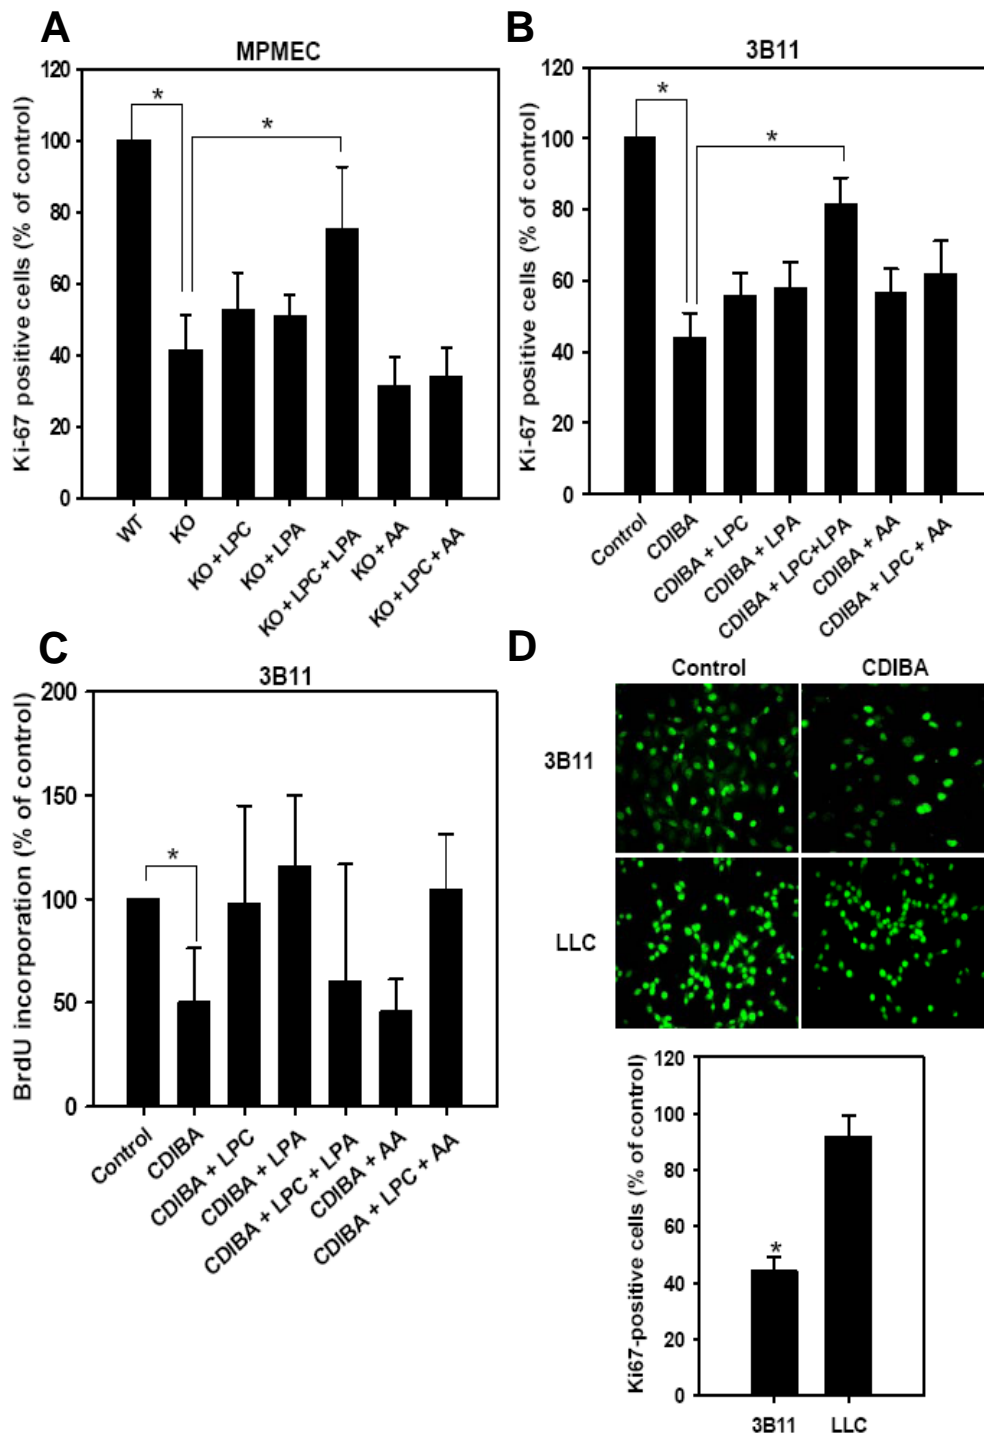 A
MPMEC
Ki-67 positive cells (% of control)
120
100
80
60
40
20
0
*
*
WT
KO
KO + LPC
KO + LPA
KO + LPC + LPA
KO + AA
KO + LPC + AA
B
3B11
Ki-67 positive cells (% of control)
120
100
80
60
40
20
0
*
*
Control
CDIBA
CDIBA + LPC
CDIBA + LPA
CDIBA + LPC+LPA
CDIBA + AA
CDIBA + LPC + AA
C
3B11
BrdU incorporation (% of control)
200
150
100
50
0
*
Control
CDIBA
CDIBA + LPC
CDIBA + LPA
CDIBA + LPC + LPA
CDIBA + AA
CDIBA + LPC + AA
D
Control CDIBA
3B11
LLC
Ki67-positive cells (% of control)
120
100
80
60
40
20
0
*
3B11 LLC